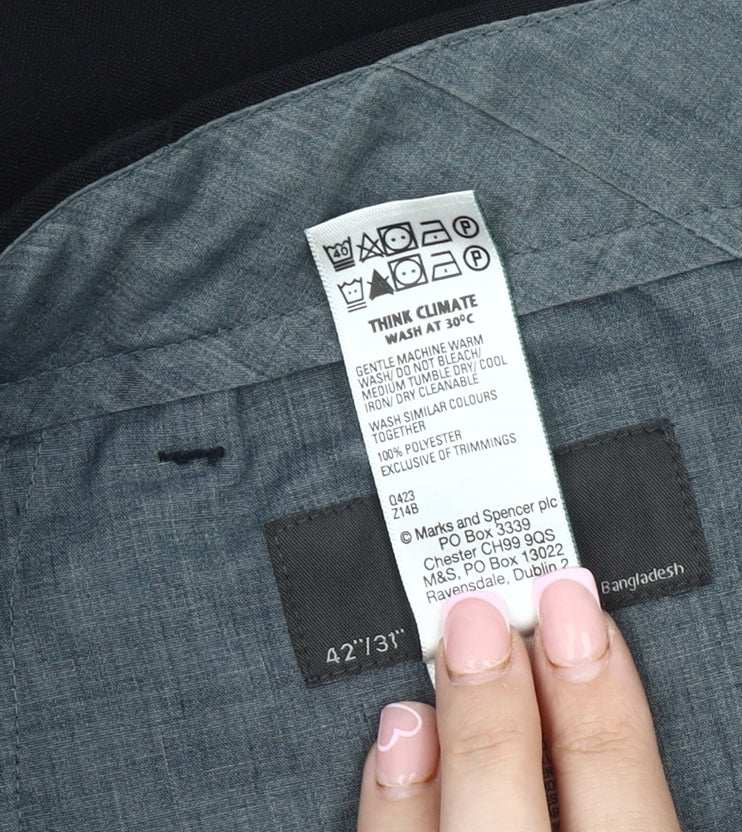 40 P
P
THINK CLIMATE
WASH AT 30°C
GENTLE MACHINE WARM
WASH/ DO NOT BLEACH/
MEDIUM TUMBLE DRY/ COOL
IRON/ DRY CLEANABLE
WASH SIMILAR COLOURS
TOGETHER
100% POLYESTER
EXCLUSIVE OF TRIMMINGS
Q423
Z14B
© Marks and Spencer plc
PO Box 3339
Chester CH99 9QS
M&S, PO Box 13022
Ravensdale, Dublin 2
42"/31"
Bangladesh